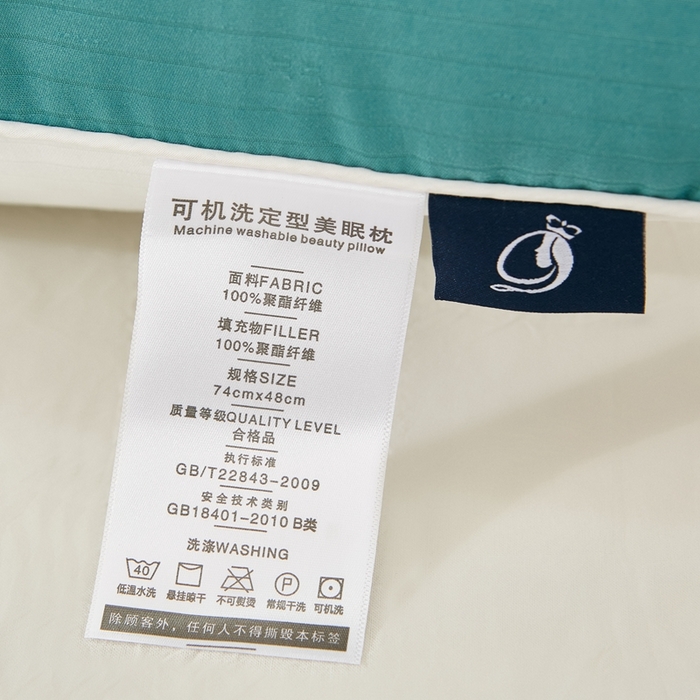 可机洗定型美眠枕
Machine washable beauty pillow
面料FABRIC
100%聚酯纤维
填充物FILLER
100%聚酯纤维
规格SIZE
74cmx48cm
质量等级QUALITY LEVEL
合格品
执行标准
GB/T22843-2009
安全技术类别
GB18401-2010 B类
洗涤WASHING
40 P
低温水洗 悬挂晾干 不可熨烫 常规干洗 可机洗
除顾客外，任何人不得撕毁本标签